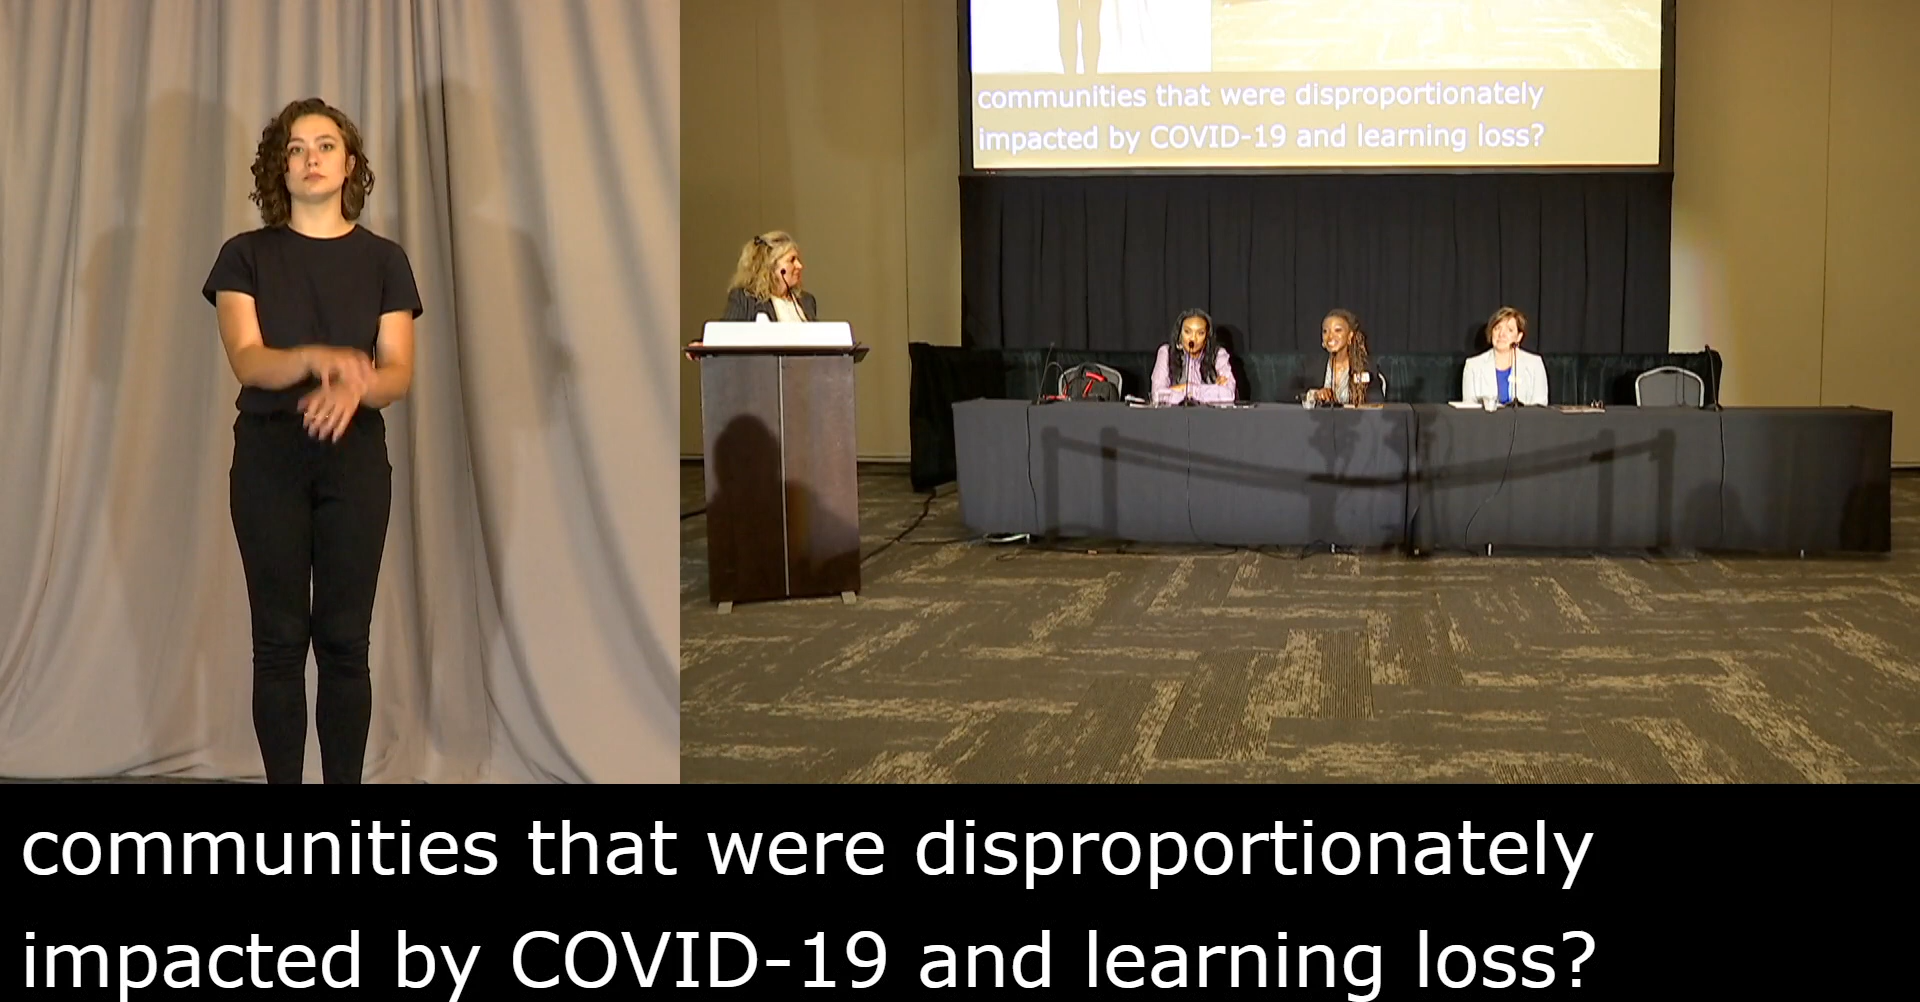 communities that were disproportionately
impacted by COVID-19 and learning loss?
communities that were disproportionately
impacted by COVID-19 and learning loss?